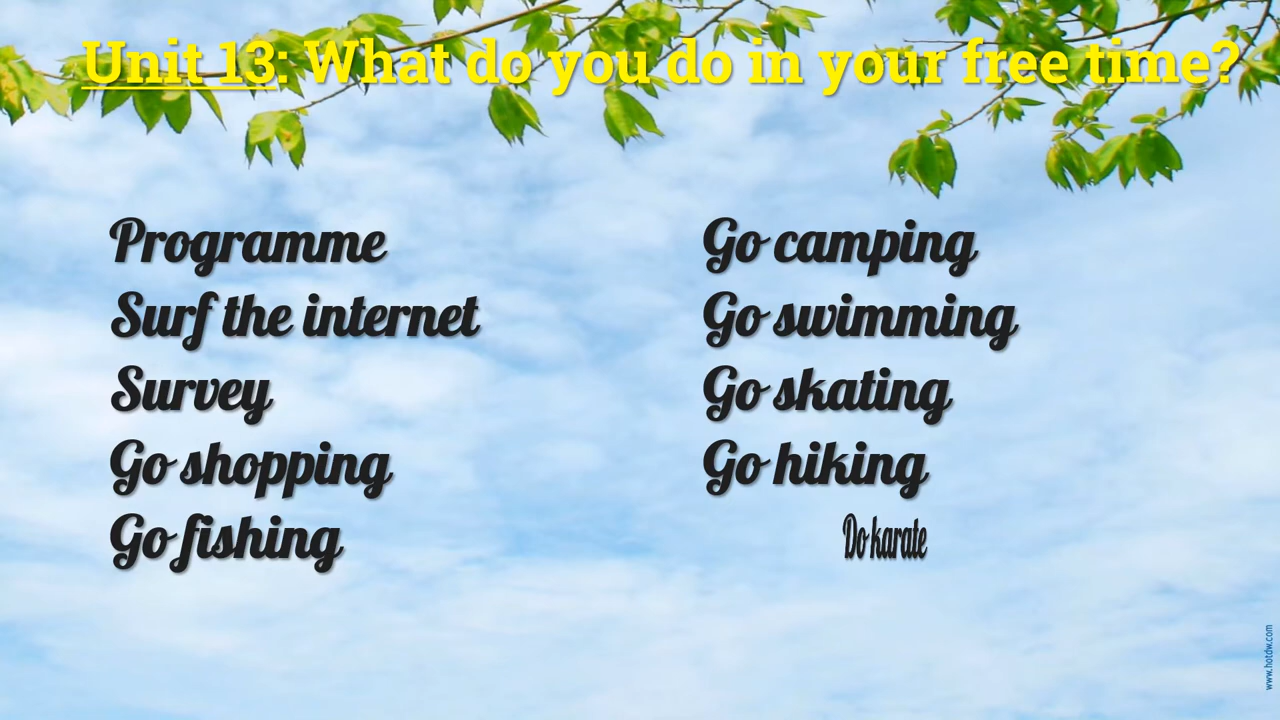 Unit 13: What do you do in your free time?
Programme
Surf the internet
Survey
Go shopping
Go fishing
Go camping
Go swimming
Go skating
Go hiking
Do karate
www.hotdw.com